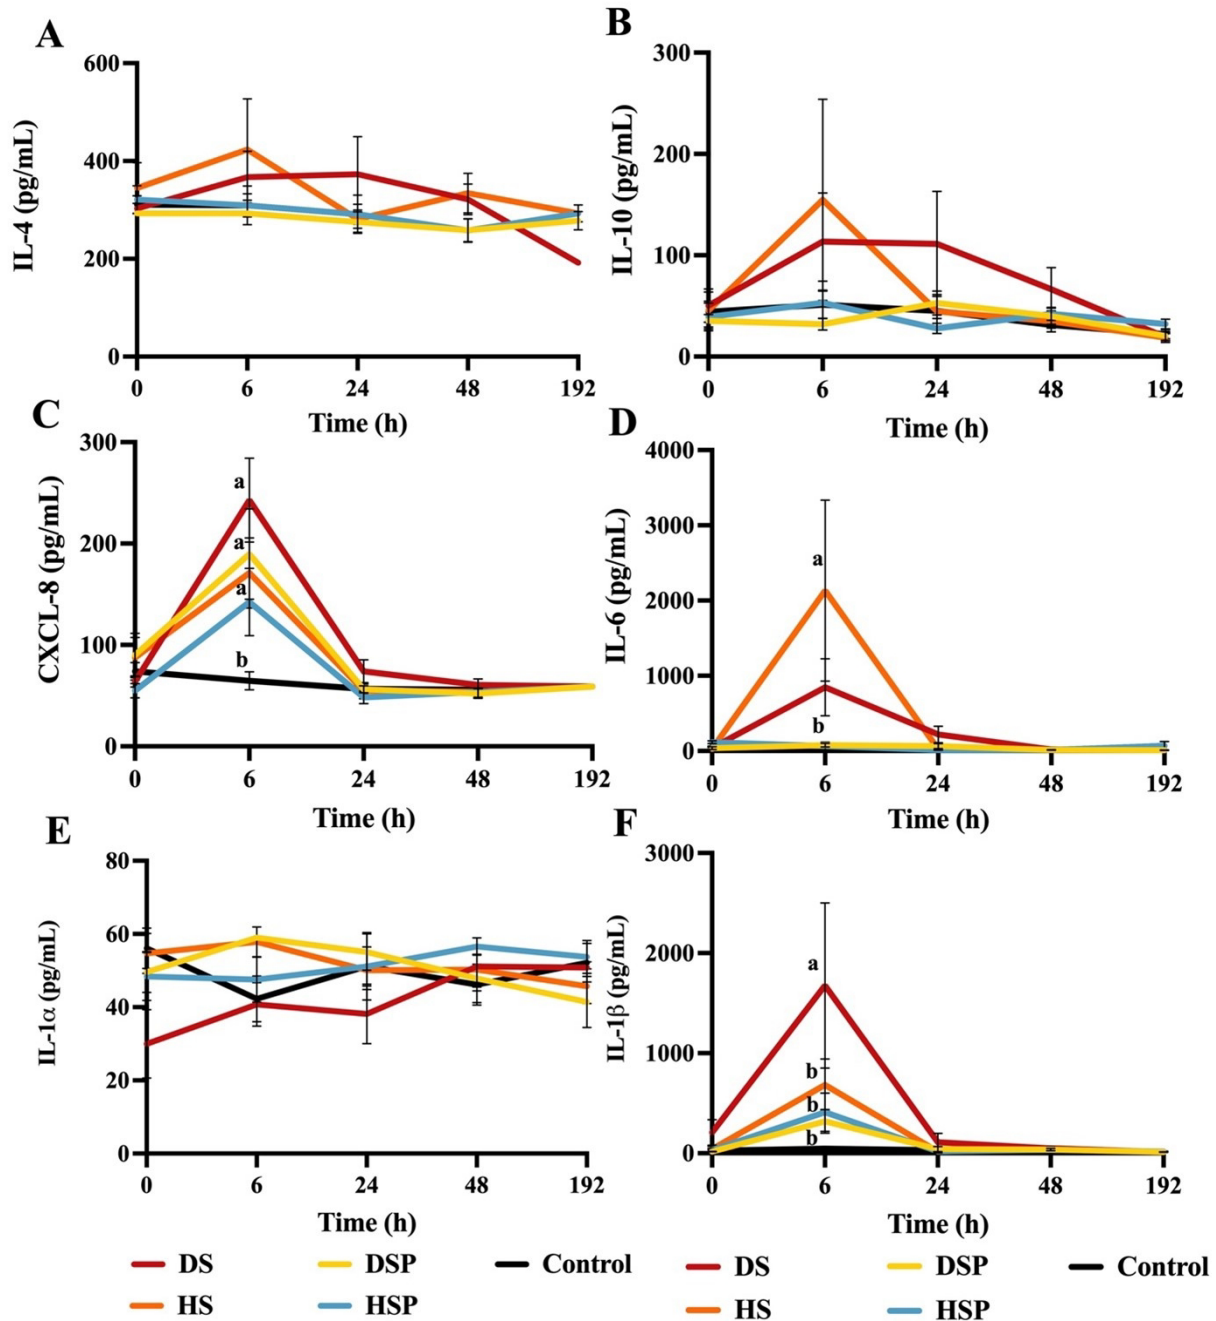 A
IL-4 (pg/mL)
600
400
200
0
0 6 24 48 192
Time (h)
B
IL-10 (pg/mL)
300
200
100
0
0 6 24 48 192
Time (h)
C
CXCL-8 (pg/mL)
300
200
100
0
a
a
a
b
0 6 24 48 192
Time (h)
D
IL-6 (pg/mL)
4000
3000
2000
1000
0
a
b
0 6 24 48 192
Time (h)
E
IL-1α (pg/mL)
80
60
40
20
0
0 6 24 48 192
Time (h)
F
IL-1β (pg/mL)
3000
2000
1000
0
a
b
b
b
0 6 24 48 192
Time (h)
DS DSP Control
HS HSP
DS DSP Control
HS HSP